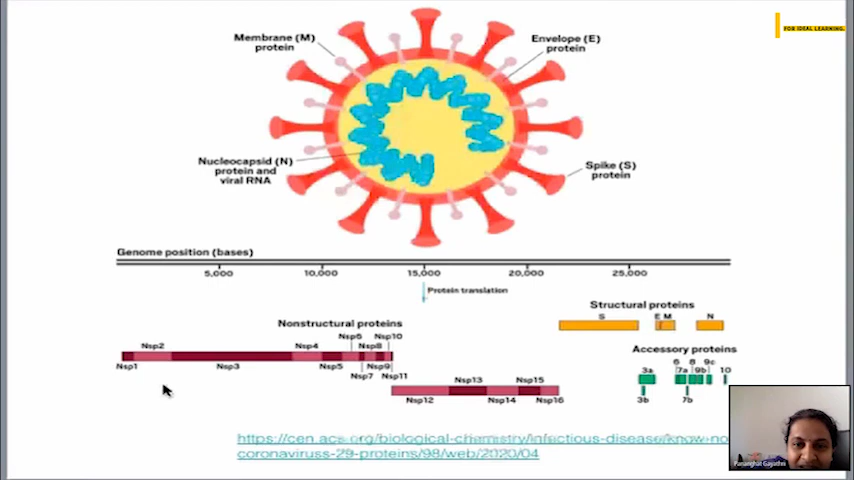 FOR IDEAL LEARNING.
Membrane (M)
protein
Envelope (E)
protein
Nucleocapsid (N)
protein and
viral RNA
Spike (S)
protein
Genome position (bases)
5,000 10,000 15,000 20,000 25,000
Protein translation
Structural proteins
S E M N
Nonstructural proteins
Nsp6 Nsp10
Nsp2 Nsp4 Nsp8
Nsp1 Nsp3 Nsp5 Nsp9
Nsp7 Nsp11
Nsp13 Nsp15
Nsp12 Nsp14 Nsp16
Accessory proteins
6 8 9c
3a 7a 9b 10
3b 7b
https://cen.acs.org/biological-chemistry/infectious-disease/know-no
coronaviruss-29-proteins/98/web/2020/04
Gayathri